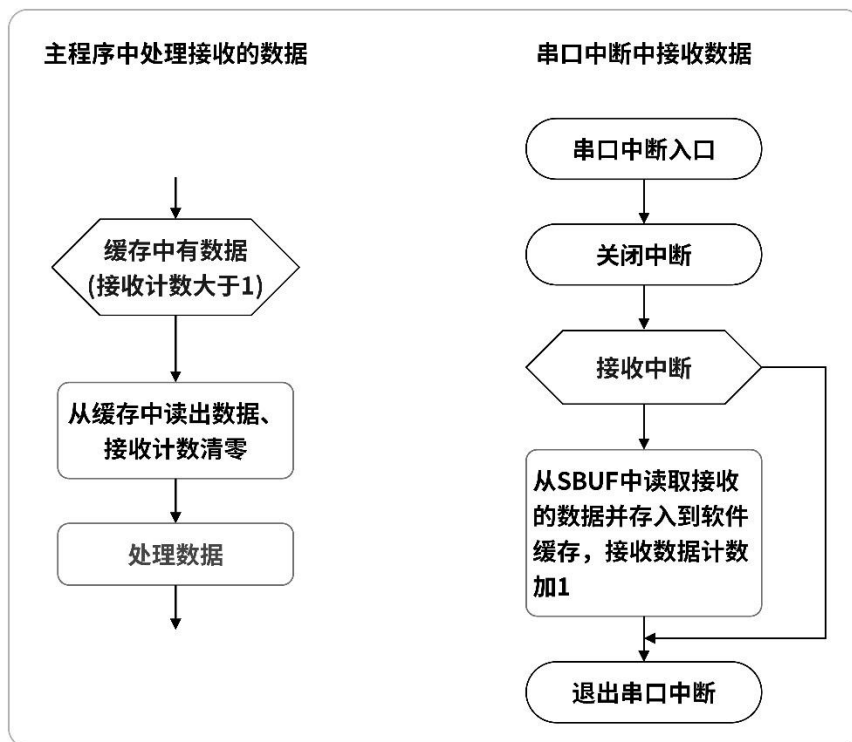 主程序中处理接收的数据
缓存中有数据
(接收计数大于1)
从缓存中读出数据、
接收计数清零
处理数据
串口中断中接收数据
串口中断入口
关闭中断
接收中断
从SBUF中读取接收
的数据并存入到软件
缓存，接收数据计数
加1
退出串口中断